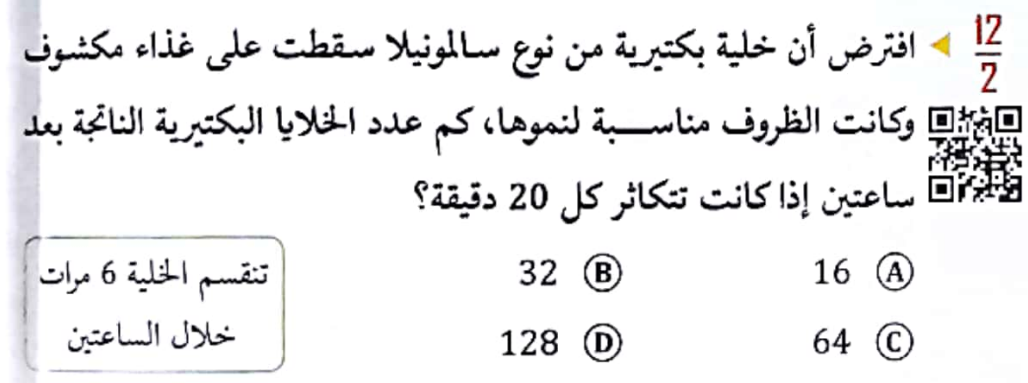 12
2
افترض أن خلية بكتيرية من نوع سالمونيلا سقطت على غذاء مكشوف
وكانت الظروف مناسبة لنموها، كم عدد الخلايا البكتيرية الناتجة بعد
ساعتين إذا كانت تتكاثر كل 20 دقيقة؟
A 16 B 32
C 64 D 128
تنقسم الخلية 6 مرات
خلال الساعتين